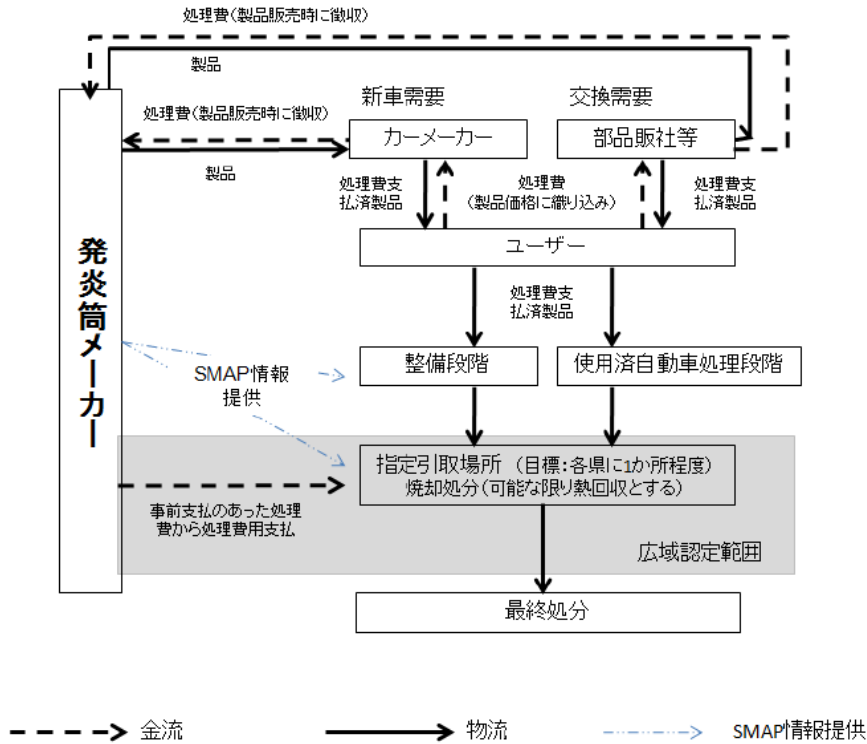 処理費(製品販売時に徴収)
製品
新車需要
交換需要
処理費(製品販売時に徴収)
カーメーカー
部品販社等
製品
処理費支
払済製品
処理費
(製品価格に織り込み)
処理費支
払済製品
ユーザー
発炎筒メーカー
処理費支
払済製品
整備段階
使用済自動車処理段階
SMAP情報
提供
指定引取場所 (目標:各県に1か所程度)
焼却処分(可能な限り熱回収とする)
事前支払のあった処理
費から処理費用支払
広域認定範囲
最終処分
金流
物流
SMAP情報提供